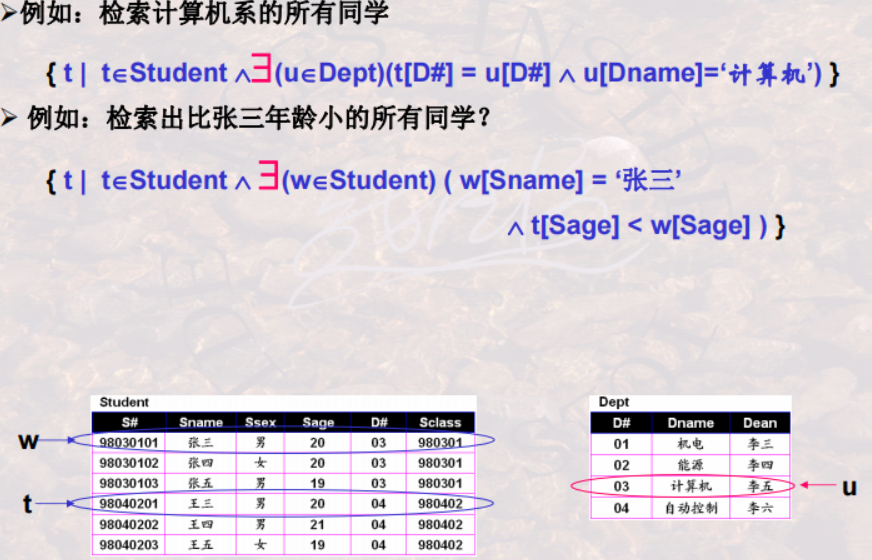 ➢例如：检索计算机系的所有同学
{ t | t∈Student ∧∃(u∈Dept)(t[D#] = u[D#] ∧ u[Dname]=‘计算机’) }
➢ 例如：检索出比张三年龄小的所有同学?
{ t | t∈Student ∧ ∃(w∈Student) ( w[Sname] = ‘张三’
∧ t[Sage] < w[Sage] ) }
Student
S# Sname Ssex Sage D# Sclass
w 98030101 张三 男 20 03 980301
98030102 张四 女 20 03 980301
98030103 张五 男 19 03 980301
t 98040201 王三 男 20 04 980402
98040202 王四 男 21 04 980402
98040203 王五 女 19 04 980402
Dept
D# Dname Dean
01 机电 李三
02 能源 李四
03 计算机 李五 u
04 自动控制 李六